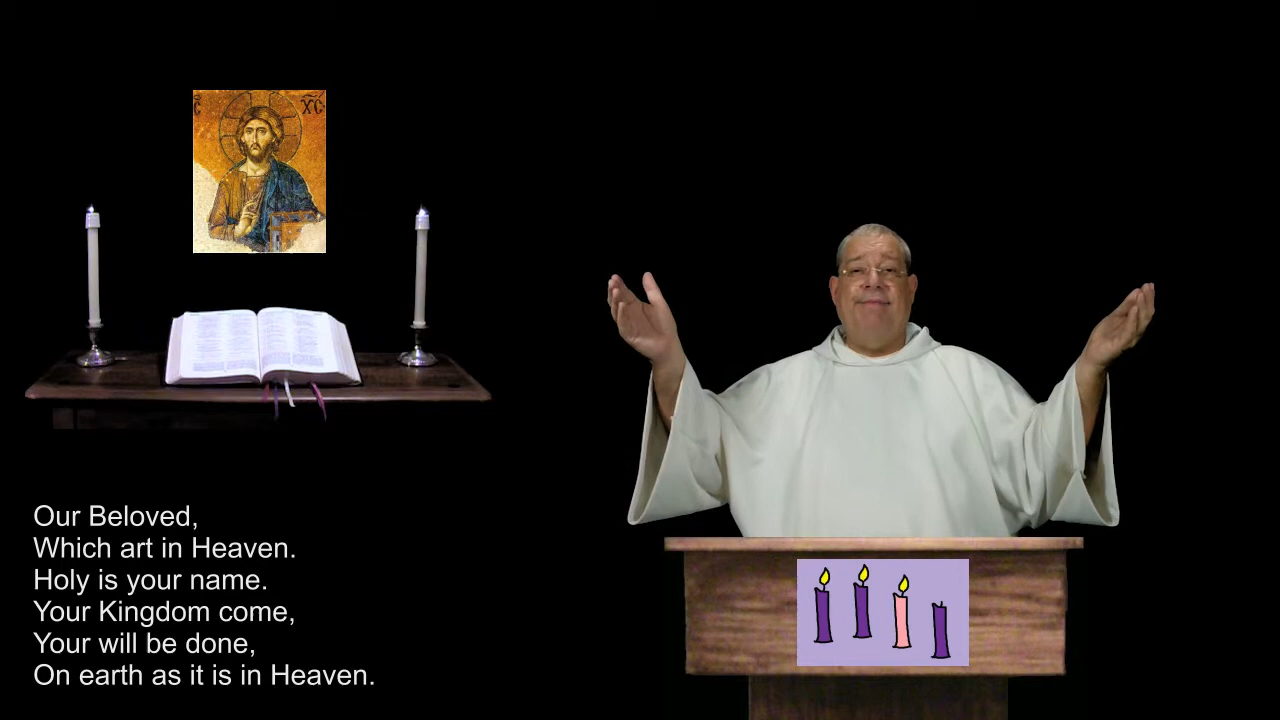 C
XC
Our Beloved,
Which art in Heaven.
Holy is your name.
Your Kingdom come,
Your will be done,
On earth as it is in Heaven.